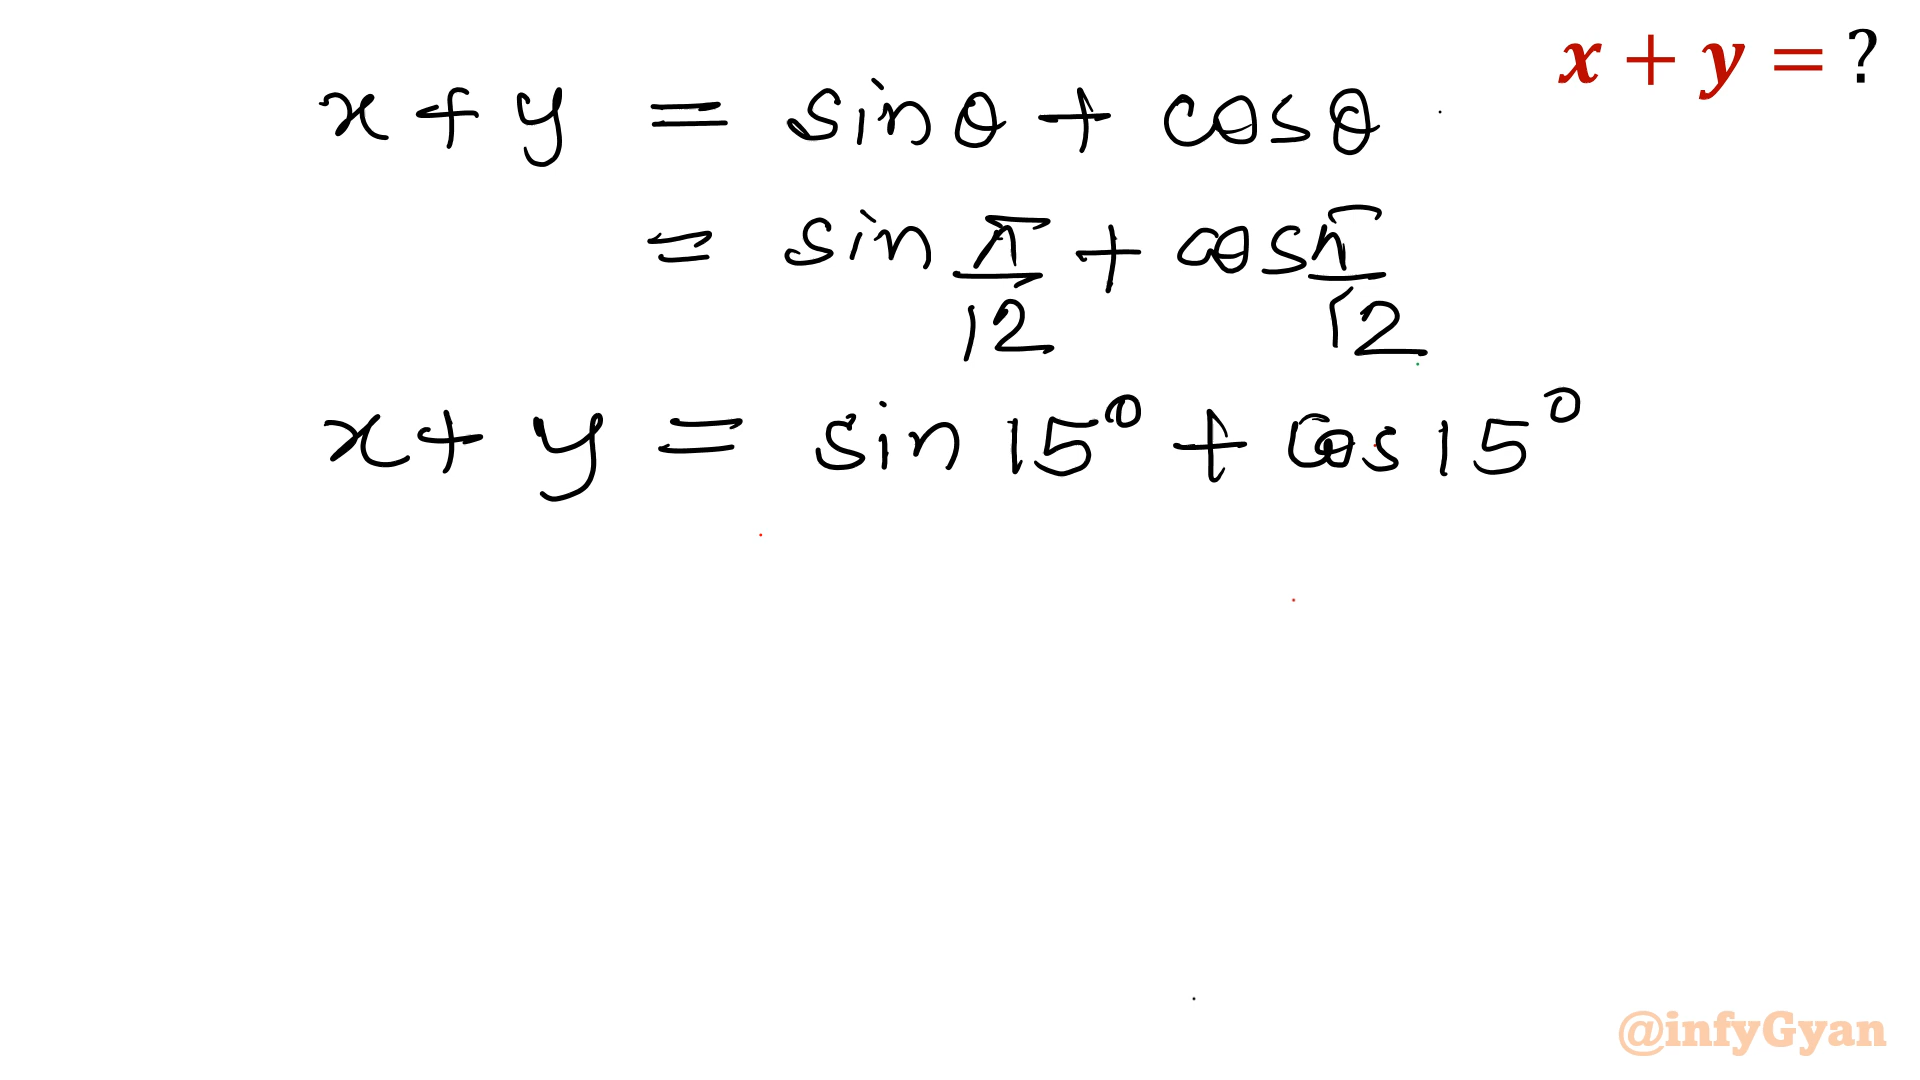 x + y = ?
x + y = sinθ + cosθ
= sin π/12 + cos π/12
x + y = sin 15° + cos 15°
@infyGyan